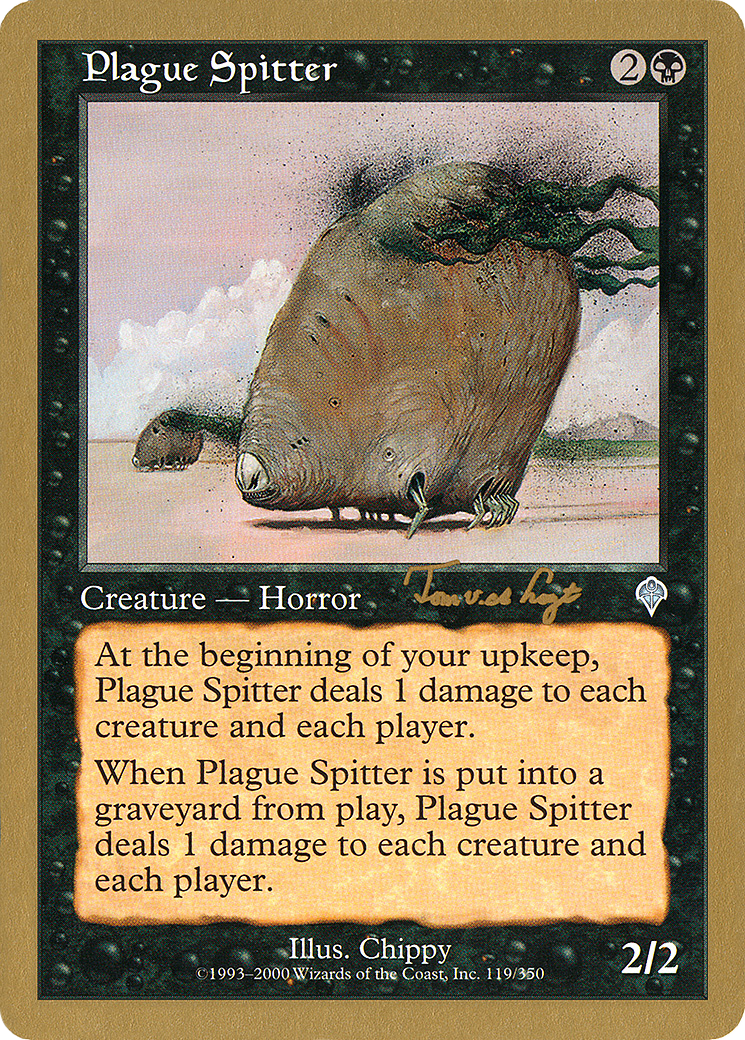 Plague Spitter 2
Creature — Horror
At the beginning of your upkeep,
Plague Spitter deals 1 damage to each
creature and each player.
When Plague Spitter is put into a
graveyard from play, Plague Spitter
deals 1 damage to each creature and
each player.
Illus. Chippy
©1993–2000 Wizards of the Coast, Inc. 119/350
2/2